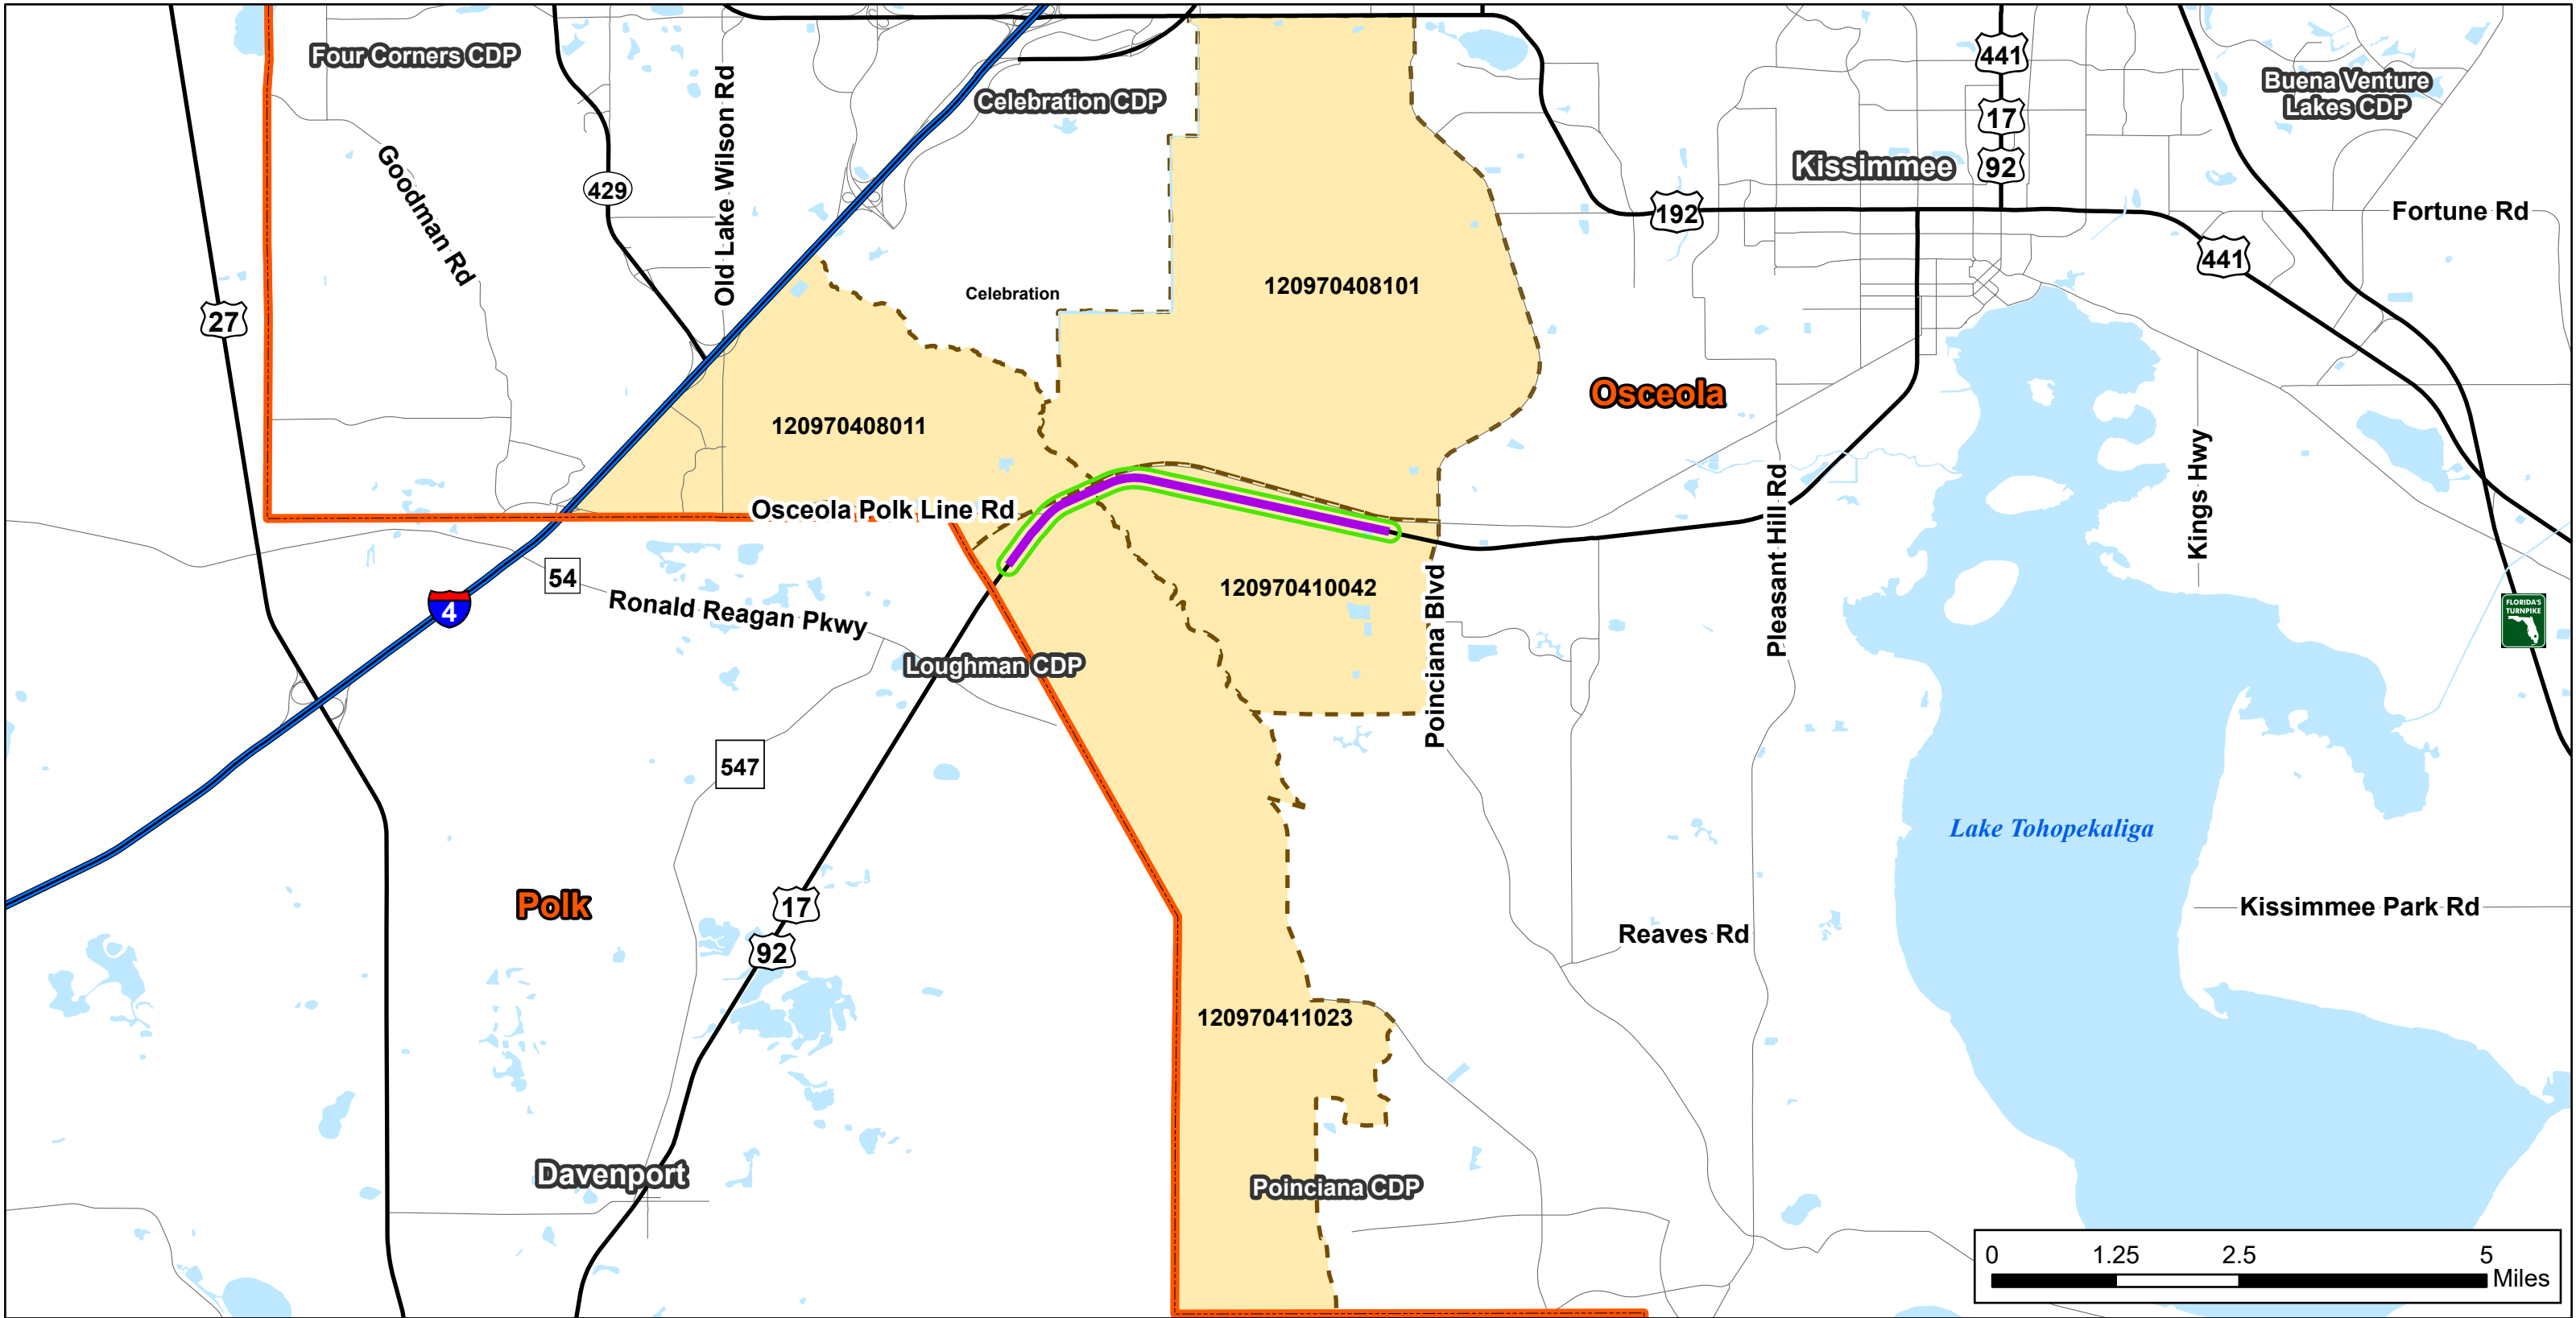 Four Corners CDP
Goodman Rd
429
Old Lake Wilson Rd
27
Celebration CDP
Celebration
441
17
92
Kissimmee
192
Buena Venture
Lakes CDP
Fortune Rd
441
120970408101
Osceola
120970408011
Osceola Polk Line Rd
54
4
Ronald Reagan Pkwy
Loughman CDP
120970410042
Poinciana Blvd
Pleasant Hill Rd
Kings Hwy
FLORIDA'S
TURNPIKE
547
Lake Tohopekaliga
Polk
17
92
Reaves Rd
Kissimmee Park Rd
120970411023
Davenport
Poinciana CDP
0 1.25 2.5 5
Miles